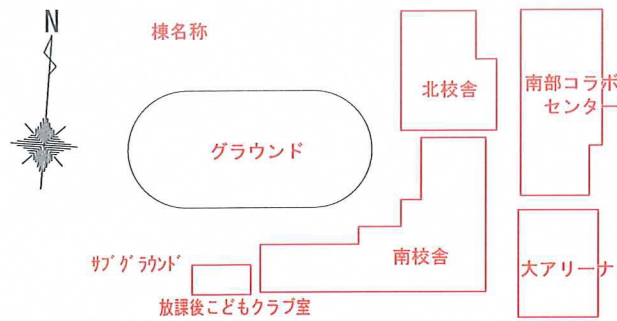 N
棟名称
北校舎
南部コラボ
センター
グラウンド
サブグラウンド
南校舎
大アリーナ
放課後こどもクラブ室